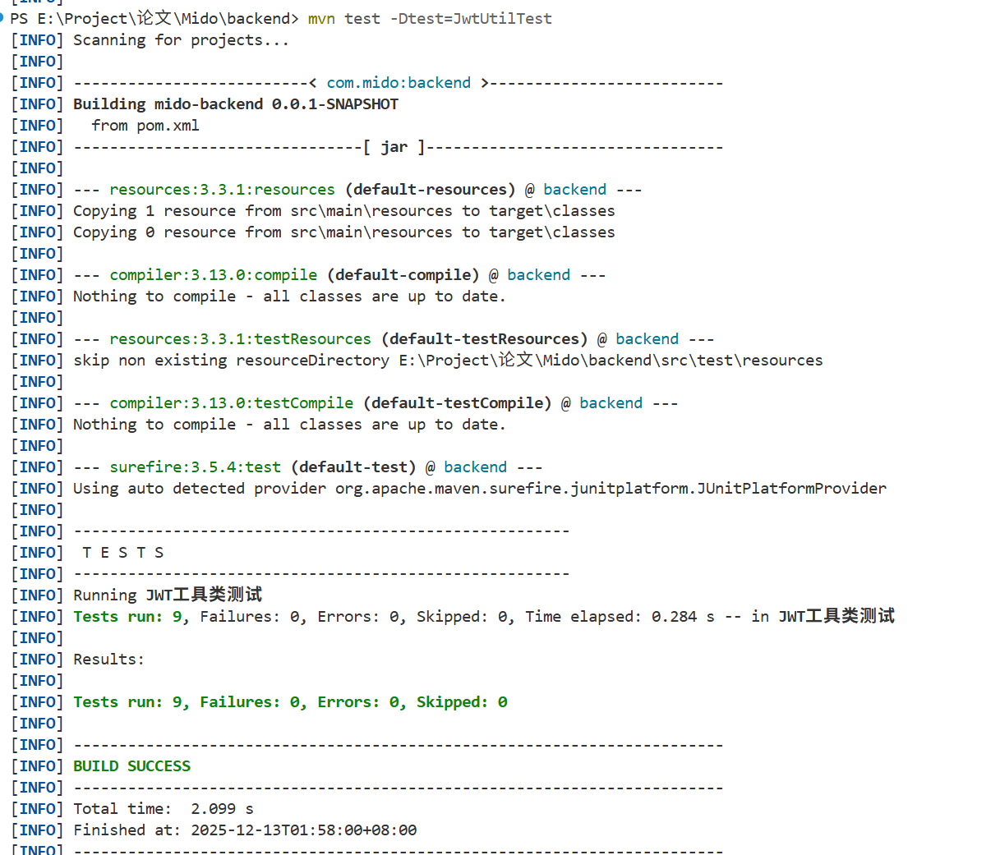 PS E:\Project\论文\Mido\backend> mvn test -Dtest=JwtUtilTest
[INFO] Scanning for projects...
[INFO]
[INFO] --------------------------< com.mido:backend >--------------------------
[INFO] Building mido-backend 0.0.1-SNAPSHOT
[INFO]   from pom.xml
[INFO] --------------------------------[ jar ]---------------------------------
[INFO]
[INFO] --- resources:3.3.1:resources (default-resources) @ backend ---
[INFO] Copying 1 resource from src\main\resources to target\classes
[INFO] Copying 0 resource from src\main\resources to target\classes
[INFO]
[INFO] --- compiler:3.13.0:compile (default-compile) @ backend ---
[INFO] Nothing to compile - all classes are up to date.
[INFO]
[INFO] --- resources:3.3.1:testResources (default-testResources) @ backend ---
[INFO] skip non existing resourceDirectory E:\Project\论文\Mido\backend\src\test\resources
[INFO]
[INFO] --- compiler:3.13.0:testCompile (default-testCompile) @ backend ---
[INFO] Nothing to compile - all classes are up to date.
[INFO]
[INFO] --- surefire:3.5.4:test (default-test) @ backend ---
[INFO] Using auto detected provider org.apache.maven.surefire.junitplatform.JUnitPlatformProvider
[INFO]
[INFO] -------------------------------------------------------
[INFO]  T E S T S
[INFO] -------------------------------------------------------
[INFO] Running JWT工具类测试
[INFO] Tests run: 9, Failures: 0, Errors: 0, Skipped: 0, Time elapsed: 0.284 s -- in JWT工具类测试
[INFO]
[INFO] Results:
[INFO]
[INFO] Tests run: 9, Failures: 0, Errors: 0, Skipped: 0
[INFO]
[INFO] ------------------------------------------------------------------------
[INFO] BUILD SUCCESS
[INFO] ------------------------------------------------------------------------
[INFO] Total time:  2.099 s
[INFO] Finished at: 2025-12-13T01:58:00+08:00
[INFO] ------------------------------------------------------------------------